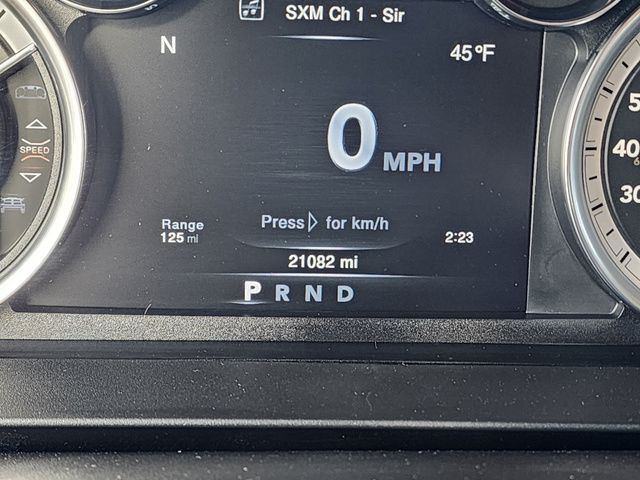 SXM Ch 1 - Sir
N
45°F
SPEED
0 MPH
Press ▷ for km/h
Range
125 mi
2:23
21082 mi
P R N D
40
30